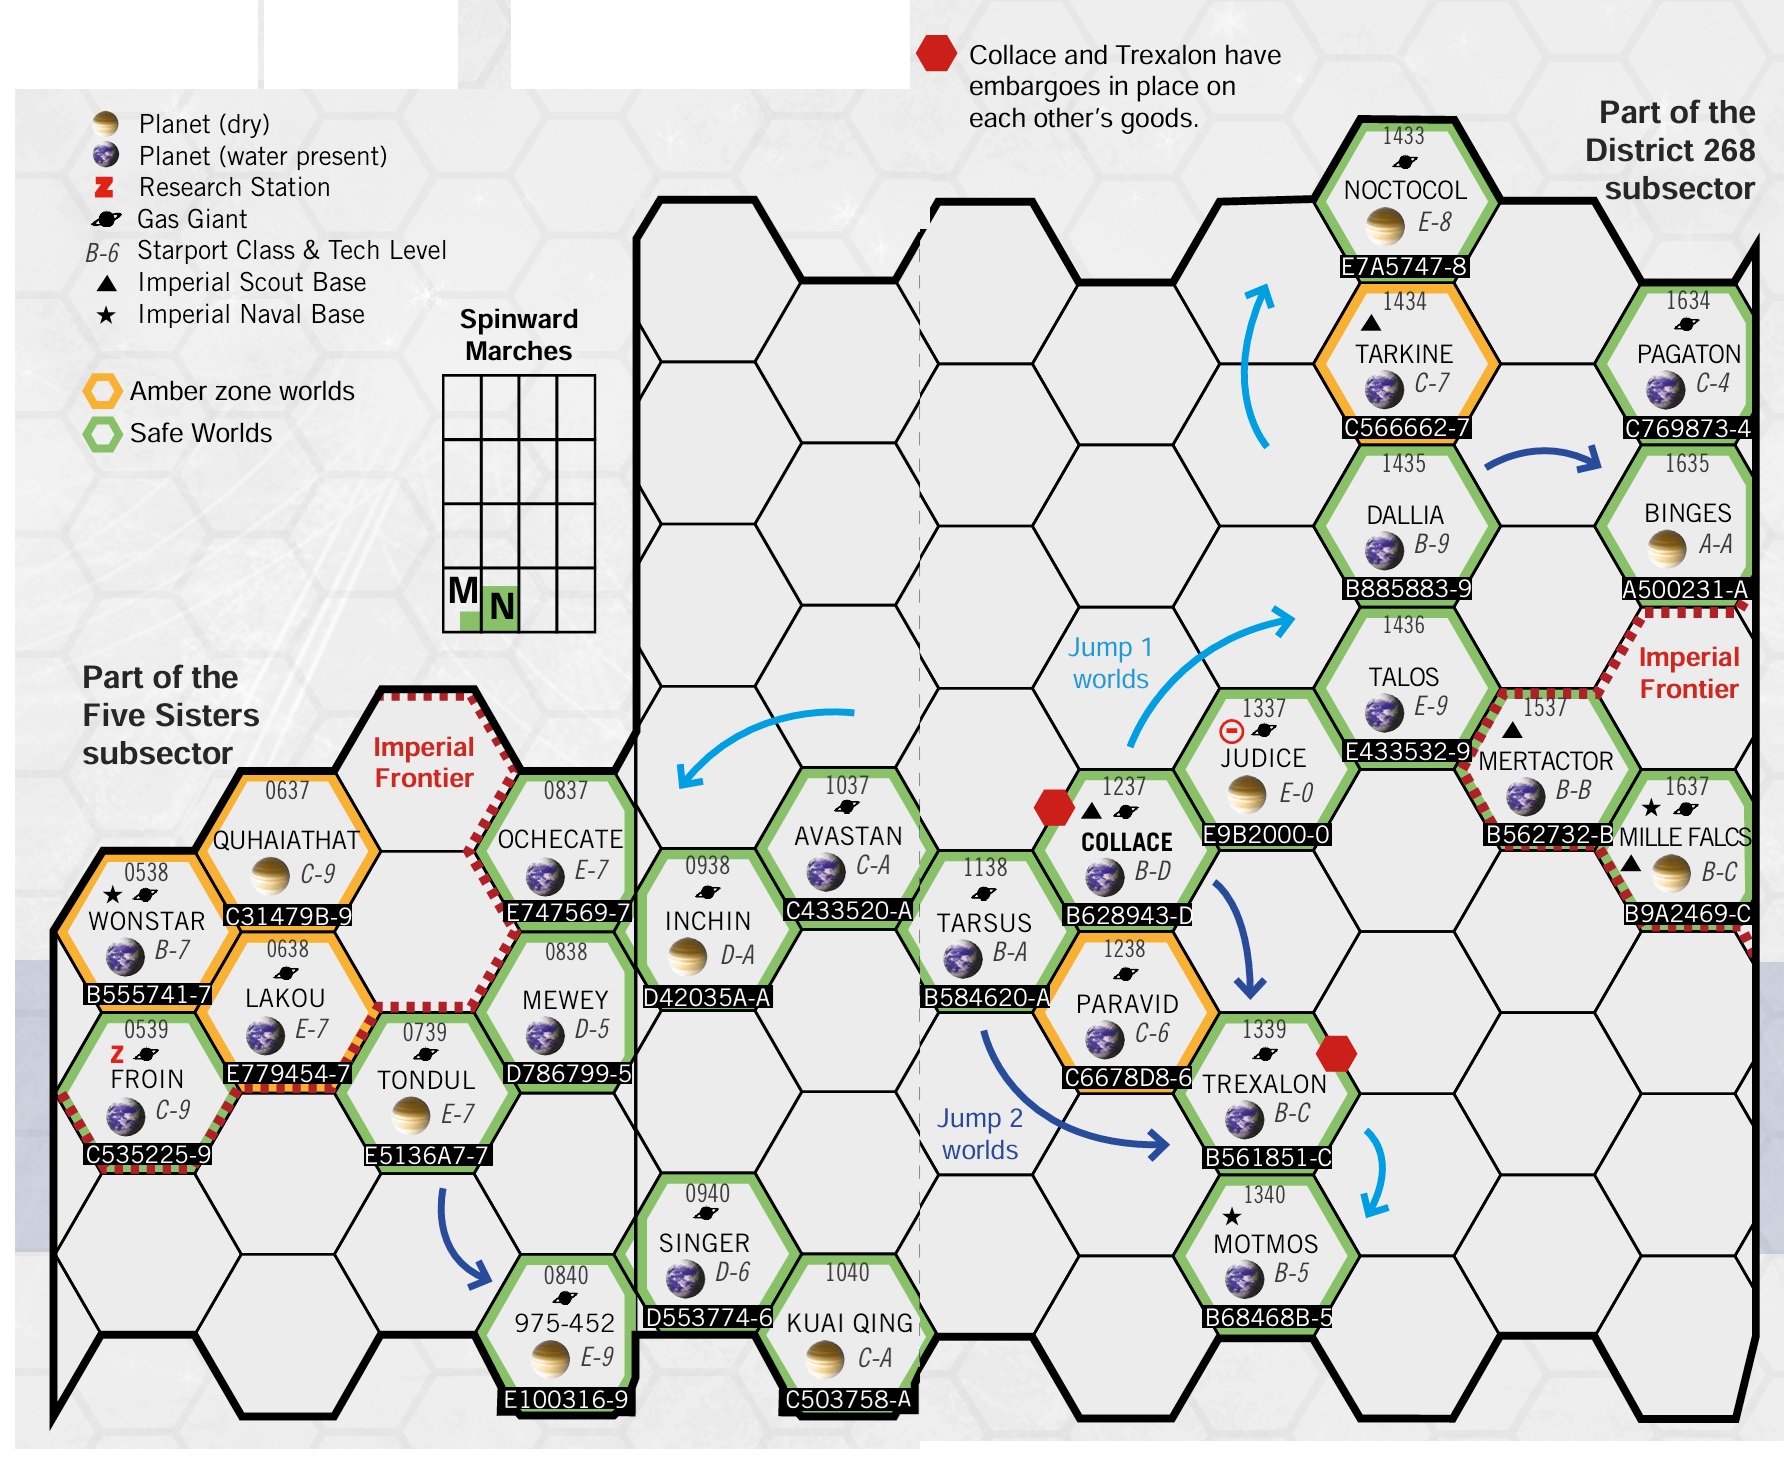 Collace and Trexalon have
embargoes in place on
each other's goods.
Part of the
District 268
subsector
Planet (dry)
Planet (water present)
Z Research Station
Gas Giant
B-6 Starport Class & Tech Level
Imperial Scout Base
Imperial Naval Base
Amber zone worlds
Safe Worlds
Spinward
Marches
M N
Part of the
Five Sisters
subsector
1433
NOCTOCOL
E-8
E7A5747-8
1434
TARKINE
C-7
C566662-7
1634
PAGATON
C-4
C769873-4
1435
DALLIA
B-9
B885883-9
1635
BINGES
A-A
A500231-A
1436
TALOS
E-9
E433532-9
Imperial
Frontier
Jump 1
worlds
1337
JUDICE
E-0
E9B2000-0
1537
MERTACTOR
B-B
B562732-B
1637
MILLE FALCS
B-C
B9A2469-C
Imperial
Frontier
0637
QUHAIATHAT
C-9
C31479B-9
0837
OCHECATE
E-7
E747569-7
1037
AVASTAN
C-A
C433520-A
1237
COLLACE
B-D
B628943-D
0538
WONSTAR
B-7
B555741-7
0638
LAKOU
E-7
E779454-7
0838
MEWEY
D-5
D786799-5
0938
INCHIN
D-A
D42035A-A
1138
TARSUS
B-A
B584620-A
1238
PARAVID
C-6
C6678D8-6
0539
Z
FROIN
C-9
C535225-9
0739
TONDUL
E-7
E5136A7-7
1339
TREXALON
B-C
B561851-C
Jump 2
worlds
0840
975-452
E-9
E100316-9
0940
SINGER
D-6
D553774-6
1040
KUAI QING
C-A
C503758-A
1340
MOTMOS
B-5
B68468B-5